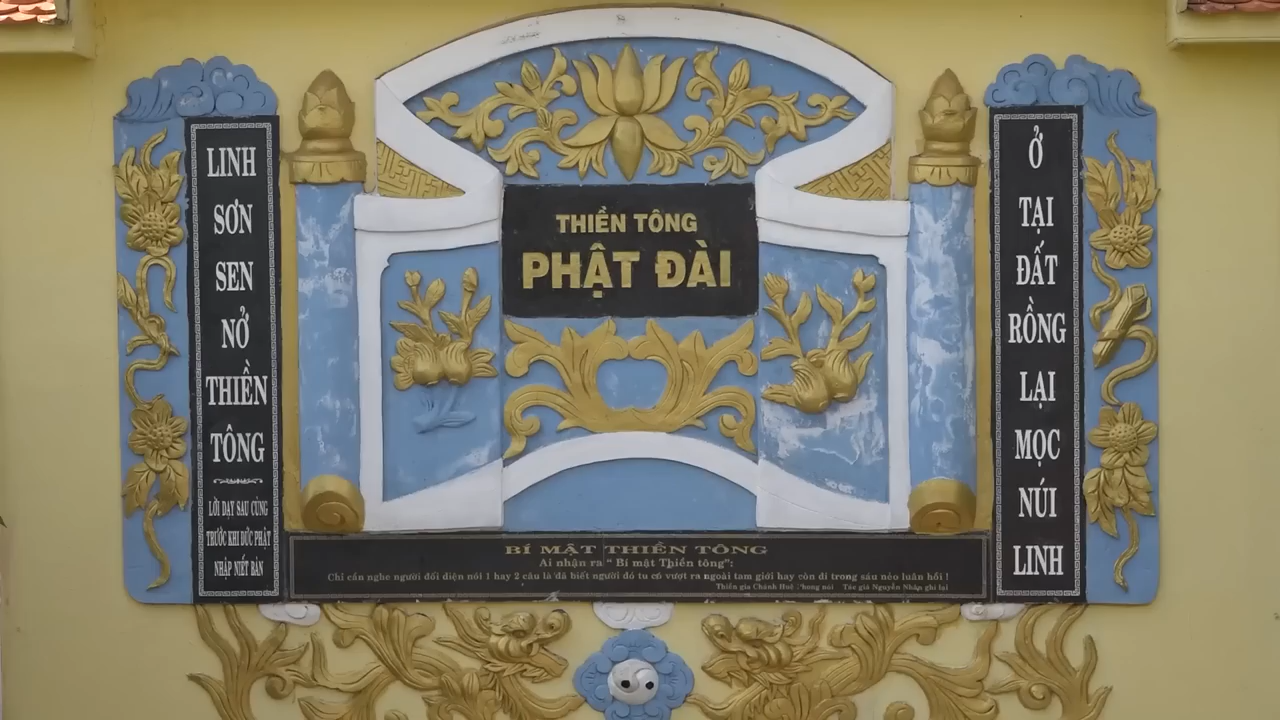 THIỀN TÔNG
PHẬT ĐÀI
LINH
SƠN
SEN
NỞ
THIỀN
TÔNG
LỜI DẠY SAU CÙNG
TRƯỚC KHI ĐỨC PHẬT
NHẬP NIẾT BÀN
Ở
TẠI
ĐẤT
RỒNG
LẠI
MỌC
NÚI
LINH
BÍ MẬT THIỀN TÔNG
Ai nhận ra “ Bí mật Thiền tông”:
Chỉ cần nghe người đối diện nói 1 hay 2 câu là đã biết người đó tu có vượt ra ngoài tam giới hay còn đi trong sáu nẻo luân hồi !
Thiền gia Chánh Huệ Phong nói Tác giả Nguyễn Nhân ghi lại